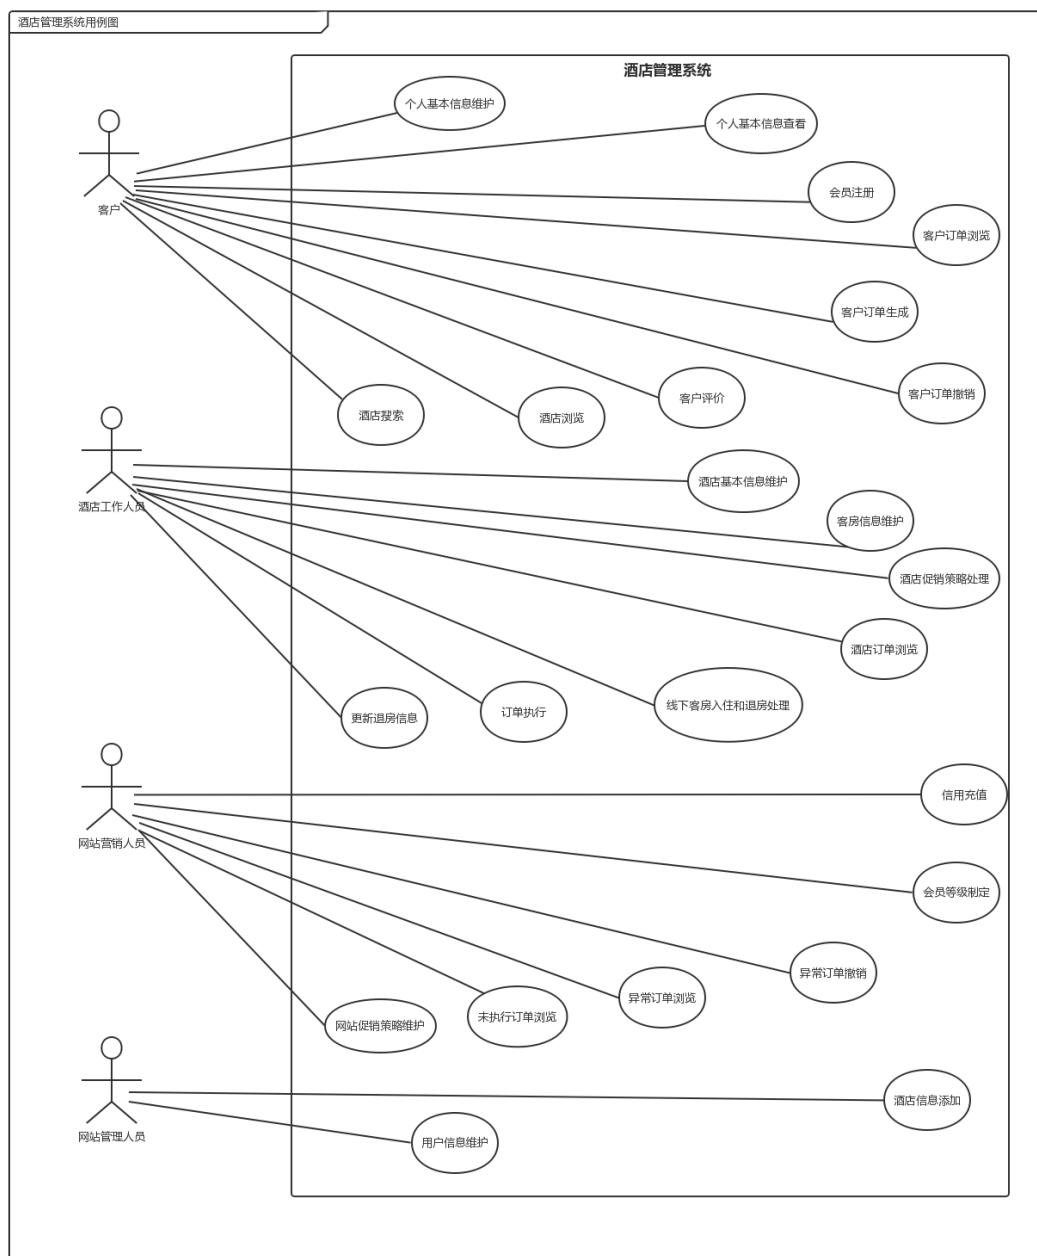 酒店管理系统用例图
酒店管理系统
个人基本信息维护
个人基本信息查看
会员注册
客户
客户订单浏览
客户订单生成
客户订单撤销
客户评价
酒店搜索
酒店浏览
酒店基本信息维护
酒店工作人员
客房信息维护
酒店促销策略处理
酒店订单浏览
线下客房入住和退房处理
订单执行
更新退房信息
信用充值
网站营销人员
会员等级制定
异常订单撤销
异常订单浏览
未执行订单浏览
网站促销策略维护
酒店信息添加
网站管理人员
用户信息维护